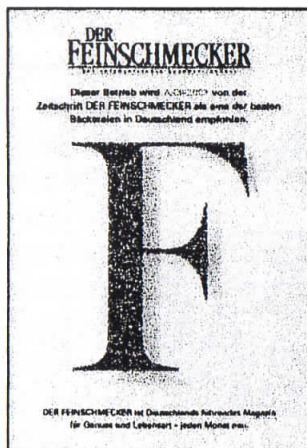 DER
FEINSCHMECKER
Dieser Betrieb wird von der
Zeitschrift DER FEINSCHMECKER als eine der besten
Bäckereien in Deutschland empfohlen.
F
DER FEINSCHMECKER ist Deutschlands führendes Magazin
für Genuss und Lebensart - jeden Monat neu.